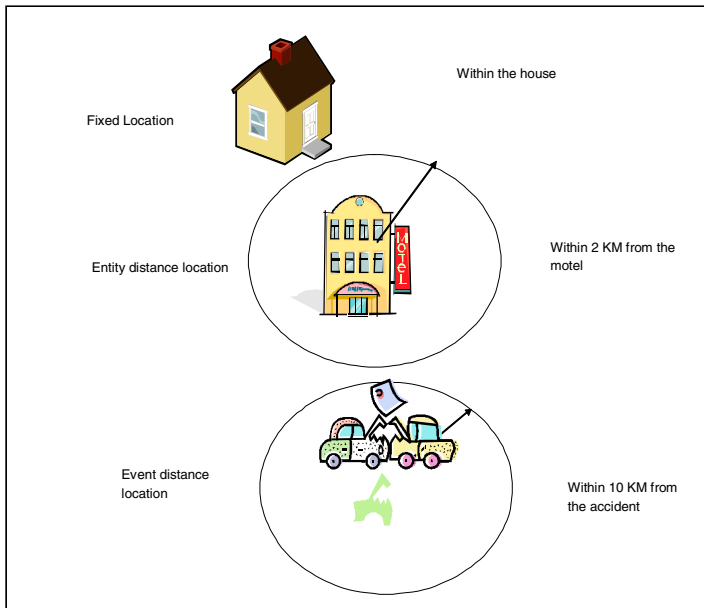 Within the house
Fixed Location
MOTEL
Entity distance location
Within 2 KM from the
motel
Event distance
location
Within 10 KM from
the accident